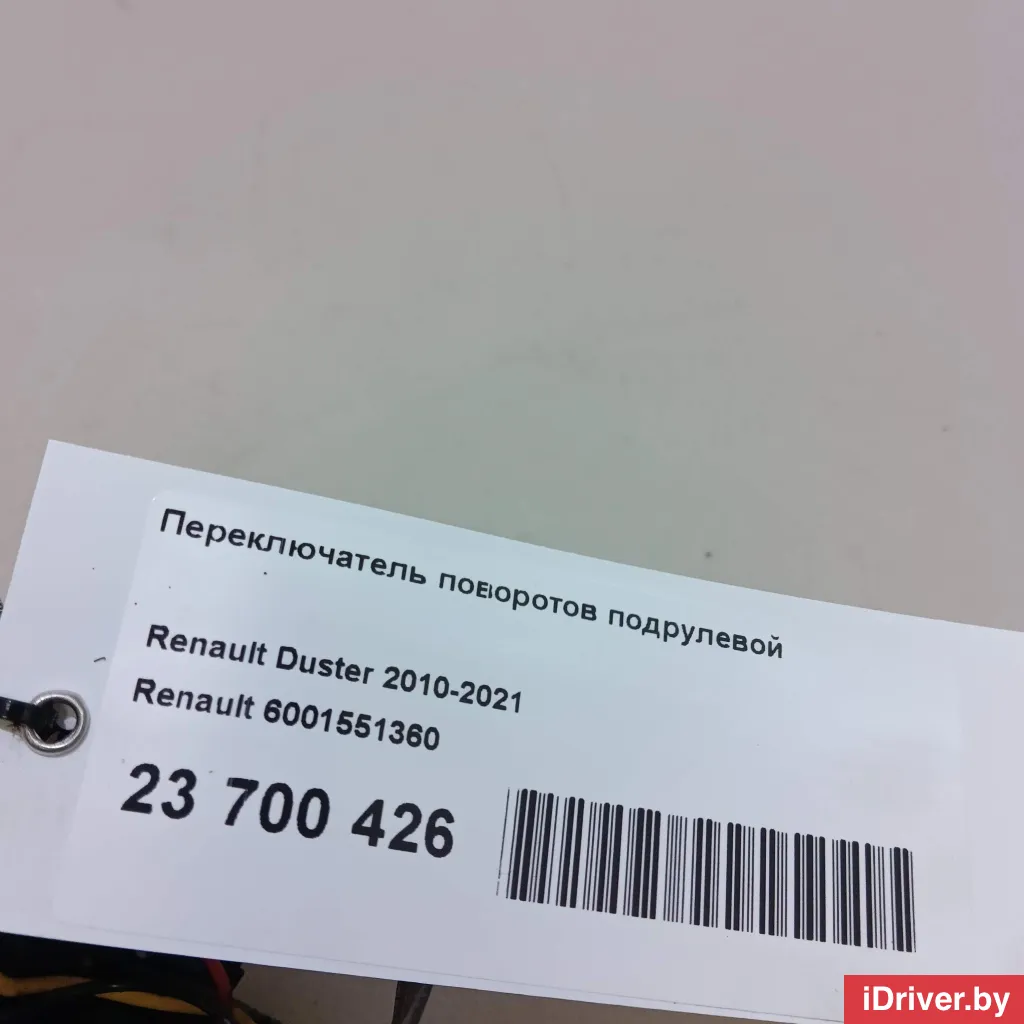 Переключатель поворотов подрулевой
Renault Duster 2010-2021
Renault 6001551360
23 700 426
iDriver.by